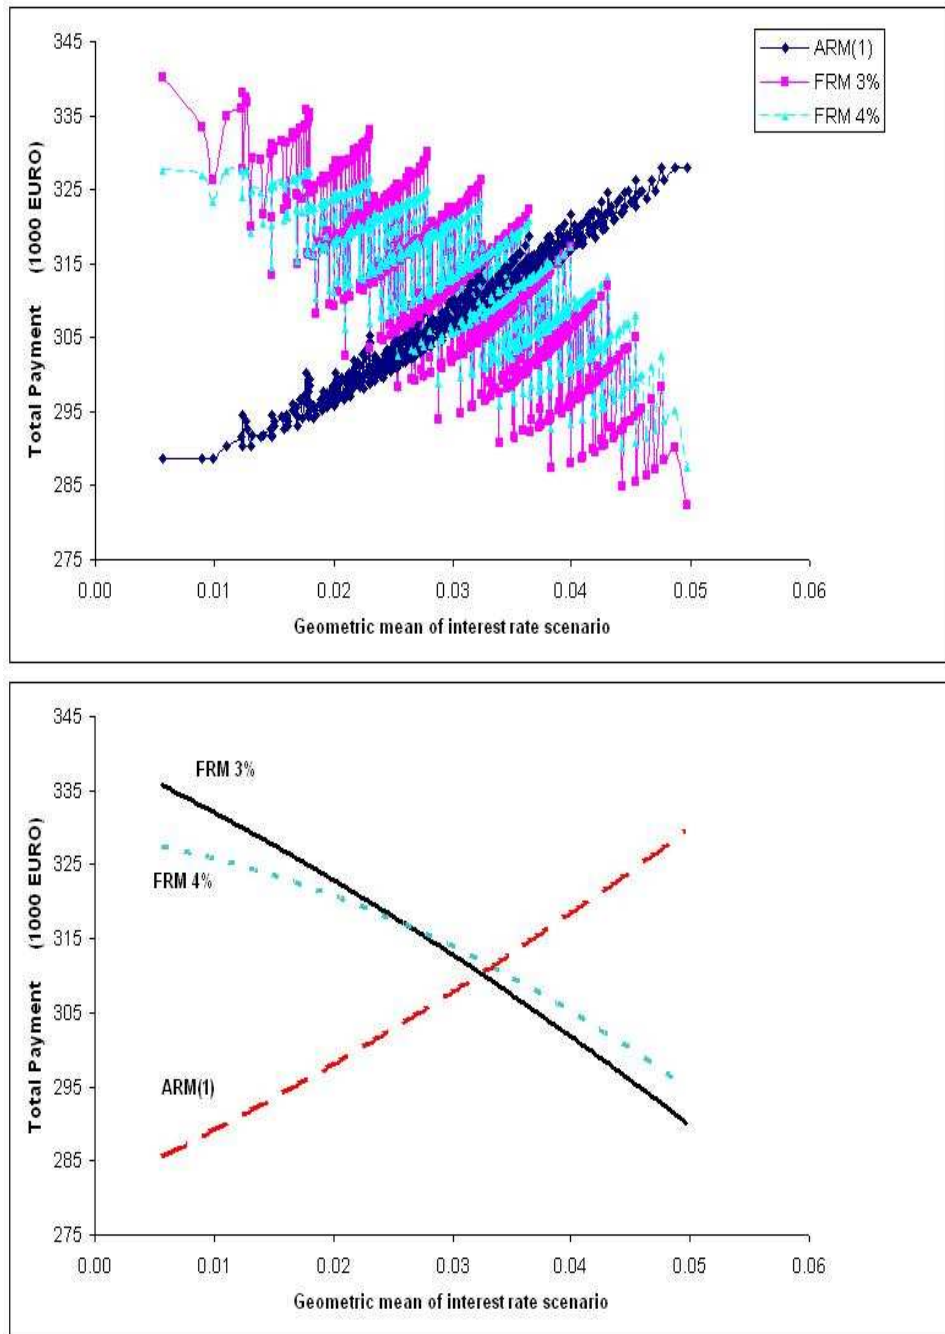 345
335
325
315
305
295
285
275
Total Payment (1000 EURO)
ARM(1)
FRM 3%
FRM 4%
0.00 0.01 0.02 0.03 0.04 0.05 0.06
Geometric mean of interest rate scenario
345
335
325
315
305
295
285
275
Total Payment (1000 EURO)
FRM 3%
FRM 4%
ARM(1)
0.00 0.01 0.02 0.03 0.04 0.05 0.06
Geometric mean of interest rate scenario